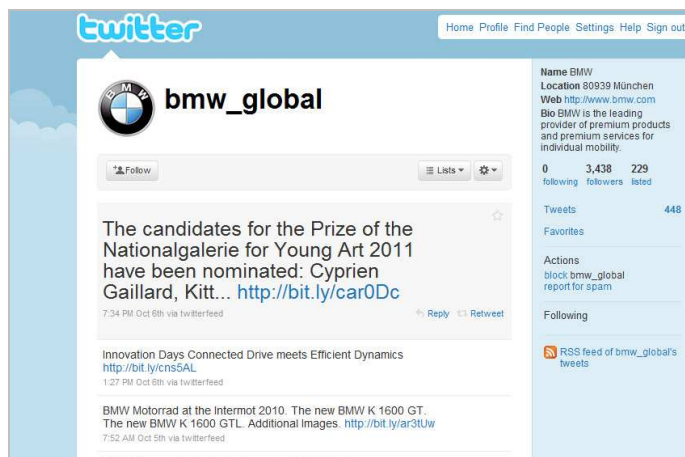 twitter
Home Profile Find People Settings Help Sign out
BMW
bmw_global
Follow
Lists
The candidates for the Prize of the
Nationalgalerie for Young Art 2011
have been nominated: Cyprien
Gaillard, Kitt... http://bit.ly/car0Dc
7:34 PM Oct 6th via twitterfeed
Reply Retweet
Innovation Days Connected Drive meets Efficient Dynamics
http://bit.ly/cns5AL
1:27 PM Oct 6th via twitterfeed
BMW Motorrad at the Intermot 2010. The new BMW K 1600 GT.
The new BMW K 1600 GTL. Additional Images. http://bit.ly/ar3tUw
7:52 AM Oct 5th via twitterfeed
Name BMW
Location 80939 München
Web http://www.bmw.com
Bio BMW is the leading
provider of premium products
and premium services for
individual mobility.
0 3,438 229
following followers listed
Tweets 448
Favorites
Actions
block bmw_global
report for spam
Following
RSS feed of bmw_global's
tweets